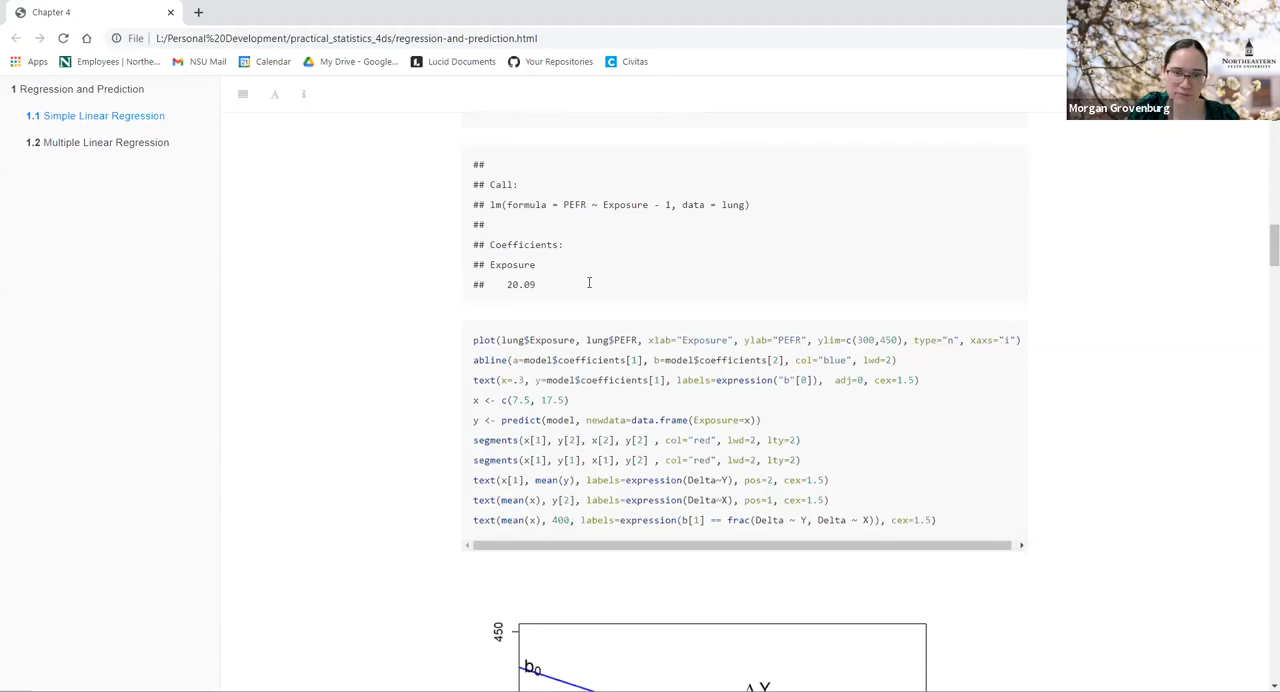 Chapter 4
File
L:/Personal%20Development/practical_statistics_4ds/regression-and-prediction.html
Apps
Employees | Northe...
NSU Mail
Calendar
My Drive - Google...
Lucid Documents
Your Repositories
Civitas
NORTHEASTERN
STATE UNIVERSITY
Morgan Grovenburg
1 Regression and Prediction
1.1 Simple Linear Regression
1.2 Multiple Linear Regression
##
## Call:
## lm(formula = PEFR ~ Exposure - 1, data = lung)
##
## Coefficients:
## Exposure
##    20.09
plot(lung$Exposure, lung$PEFR, xlab="Exposure", ylab="PEFR", ylim=c(300,450), type="n", xaxs="i")
abline(a=model$coefficients[1], b=model$coefficients[2], col="blue", lwd=2)
text(x=.3, y=model$coefficients[1], labels=expression("b"[0]),  adj=0, cex=1.5)
x <- c(7.5, 17.5)
y <- predict(model, newdata=data.frame(Exposure=x))
segments(x[1], y[2], x[2], y[2] , col="red", lwd=2, lty=2)
segments(x[1], y[1], x[1], y[2] , col="red", lwd=2, lty=2)
text(x[1], mean(y), labels=expression(Delta~Y), pos=2, cex=1.5)
text(mean(x), y[2], labels=expression(Delta~X), pos=1, cex=1.5)
text(mean(x), 400, labels=expression(b[1] == frac(Delta ~ Y, Delta ~ X)), cex=1.5)
450
b0
Δ Y